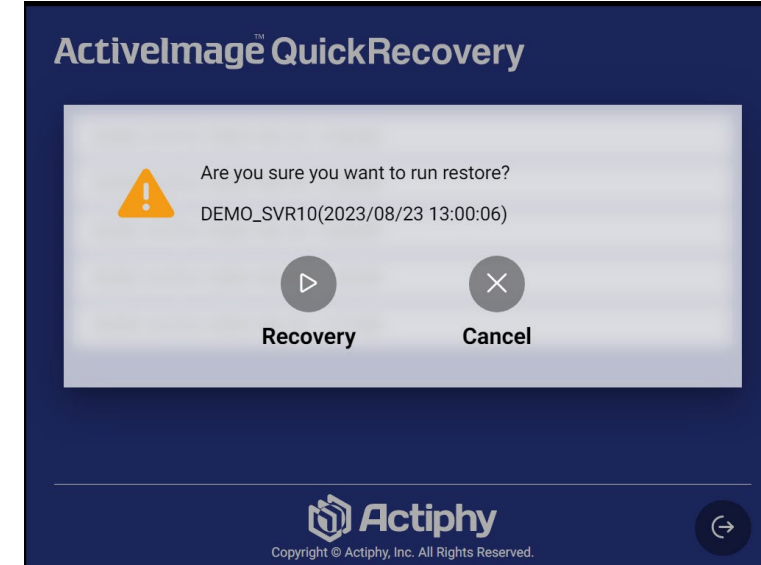 ActiveImage™ QuickRecovery
Are you sure you want to run restore?
DEMO_SVR10(2023/08/23 13:00:06)
Recovery
Cancel
Actiphy
Copyright © Actiphy, Inc. All Rights Reserved.